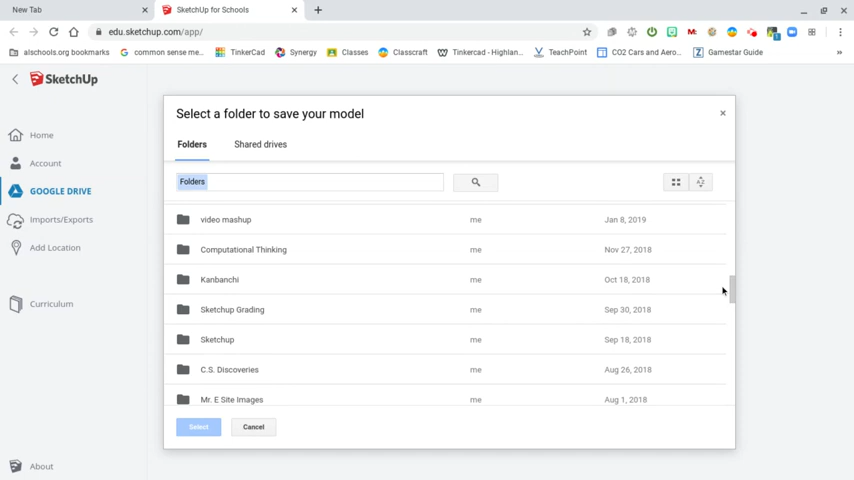 New Tab
SketchUp for Schools
edu.sketchup.com/app/
alschools.org bookmarks
common sense me...
TinkerCad
Synergy
Classes
Classcraft
Tinkercad - Highlan...
TeachPoint
CO2 Cars and Aero...
Gamestar Guide
SketchUp
Home
Account
GOOGLE DRIVE
Imports/Exports
Add Location
Curriculum
About
Select a folder to save your model
Folders Shared drives
Folders
video mashup me Jan 8, 2019
Computational Thinking me Nov 27, 2018
Kanbanchi me Oct 18, 2018
Sketchup Grading me Sep 30, 2018
Sketchup me Sep 18, 2018
C.S. Discoveries me Aug 26, 2018
Mr. E Site Images me Aug 1, 2018
Select Cancel